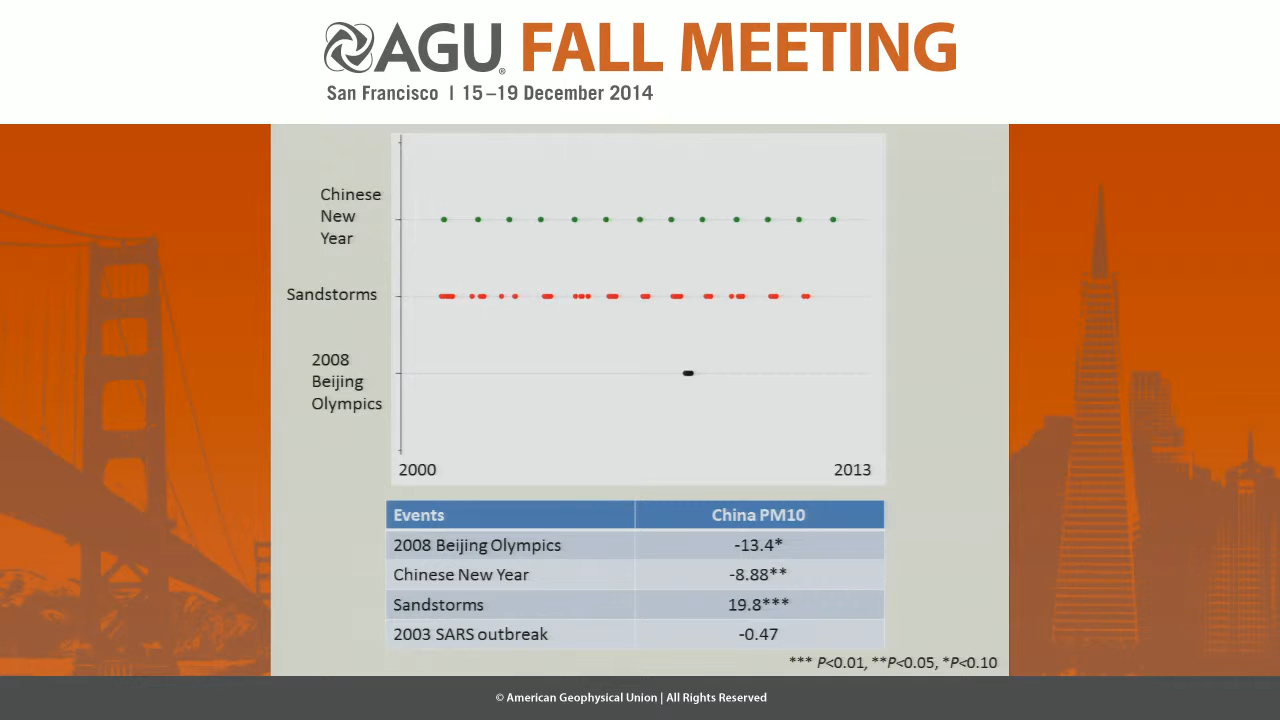 AGU® FALL MEETING
San Francisco | 15–19 December 2014
Chinese
New
Year
Sandstorms
2008
Beijing
Olympics
2000 2013
Events China PM10
2008 Beijing Olympics -13.4*
Chinese New Year -8.88**
Sandstorms 19.8***
2003 SARS outbreak -0.47
*** P<0.01, **P<0.05, *P<0.10
© American Geophysical Union | All Rights Reserved